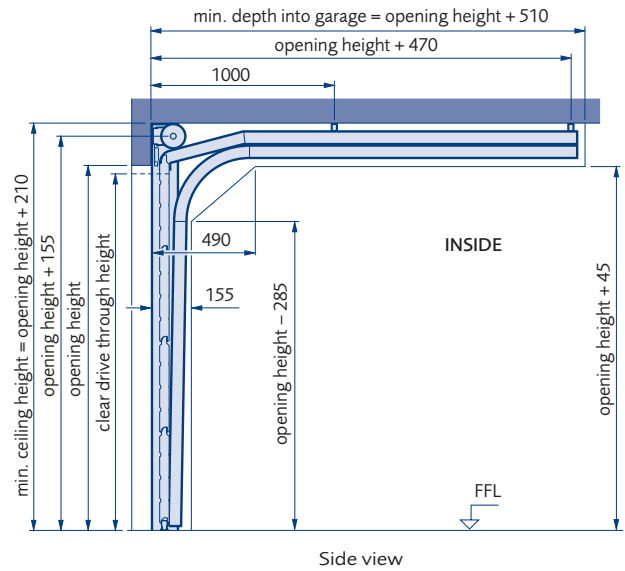 min. depth into garage = opening height + 510
opening height + 470
1000
min. ceiling height = opening height + 210
opening height + 155
opening height
clear drive through height
490
155
opening height – 285
INSIDE
opening height + 45
FFL
Side view